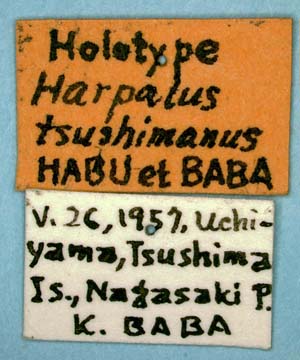 Holotype
Harpalus
tsushimanus
HABU et BABA
V. 26, 1957, Uchi-
yama, Tsushima
Is., Nagasaki P.
K. BABA